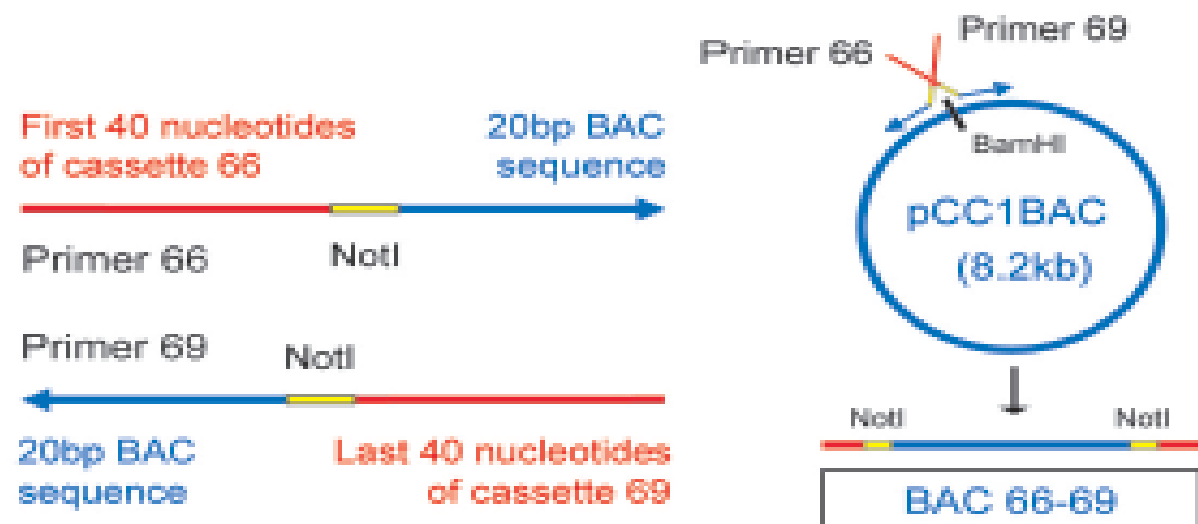 Primer 69
Primer 66
First 40 nucleotides
of cassette 66
20bp BAC
sequence
BamHI
pCC1BAC
(8.2kb)
Primer 66
NotI
Primer 69
NotI
20bp BAC
sequence
Last 40 nucleotides
of cassette 69
NotI
NotI
BAC 66-69